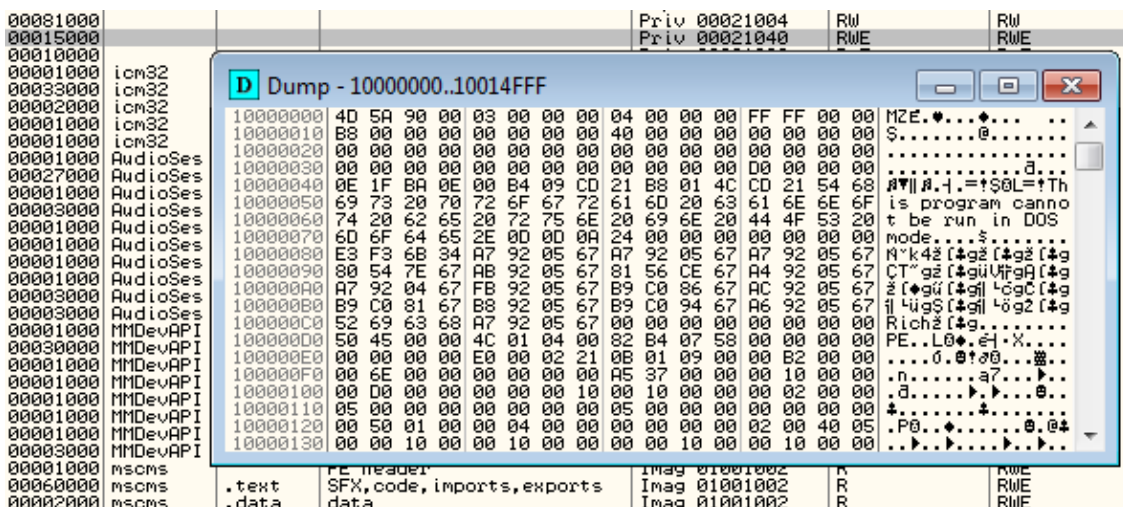 00081000 Priv 00021004 RW RW
00015000 Priv 00021040 RWE RWE
00010000
00001000 icm32
00033000 icm32
00002000 icm32
00001000 icm32
00001000 icm32
00001000 AudioSes
00027000 AudioSes
00001000 AudioSes
00003000 AudioSes
00001000 AudioSes
00001000 AudioSes
00001000 AudioSes
00001000 AudioSes
00003000 AudioSes
00003000 AudioSes
00001000 MMDevAPI
00030000 MMDevAPI
00001000 MMDevAPI
00001000 MMDevAPI
00001000 MMDevAPI
00001000 MMDevAPI
00003000 MMDevAPI
D Dump - 10000000..10014FFF
10000000 4D 5A 90 00 03 00 00 00 04 00 00 00 FF FF 00 00
10000010 B8 00 00 00 00 00 00 00 40 00 00 00 00 00 00 00
10000020 00 00 00 00 00 00 00 00 00 00 00 00 00 00 00 00
10000030 00 00 00 00 00 00 00 00 00 00 00 00 D0 00 00 00
10000040 0E 1F BA 0E 00 B4 09 CD 21 B8 01 4C CD 21 54 68
10000050 69 73 20 70 72 6F 67 72 61 6D 20 63 61 6E 6E 6F is program canno
10000060 74 20 62 65 20 72 75 6E 20 69 6E 20 44 4F 53 20 t be run in DOS
10000070 6D 6F 64 65 2E 0D 0D 0A 24 00 00 00 00 00 00 00 mode....$.......
10000080 E3 F3 6B 34 A7 92 05 67 A7 92 05 67 A7 92 05 67
10000090 80 54 7E 67 AB 92 05 67 81 56 CE 67 A4 92 05 67
100000A0 A7 92 04 67 FB 92 05 67 B9 C0 86 67 AC 92 05 67
100000B0 B9 C0 81 67 B8 92 05 67 B9 C0 94 67 A6 92 05 67
100000C0 52 69 63 68 A7 92 05 67 00 00 00 00 00 00 00 00
100000D0 50 45 00 00 4C 01 04 00 82 B4 07 58 00 00 00 00
100000E0 00 00 00 00 E0 00 02 21 0B 01 09 00 00 B2 00 00
100000F0 00 6E 00 00 00 00 00 00 A5 37 00 00 00 10 00 00
10000100 00 D0 00 00 00 00 00 10 00 10 00 00 00 02 00 00
10000110 05 00 00 00 00 00 00 00 05 00 00 00 00 00 00 00
10000120 00 50 01 00 00 04 00 00 00 00 00 00 02 00 40 05
10000130 00 00 10 00 00 10 00 00 00 00 10 00 00 10 00 00
00001000 mscms PE header Imag 01001002 R RWE
00060000 mscms .text SFX,code,imports,exports Imag 01001002 R RWE
00002000 mscms .data data Imag 01001002 R RWE